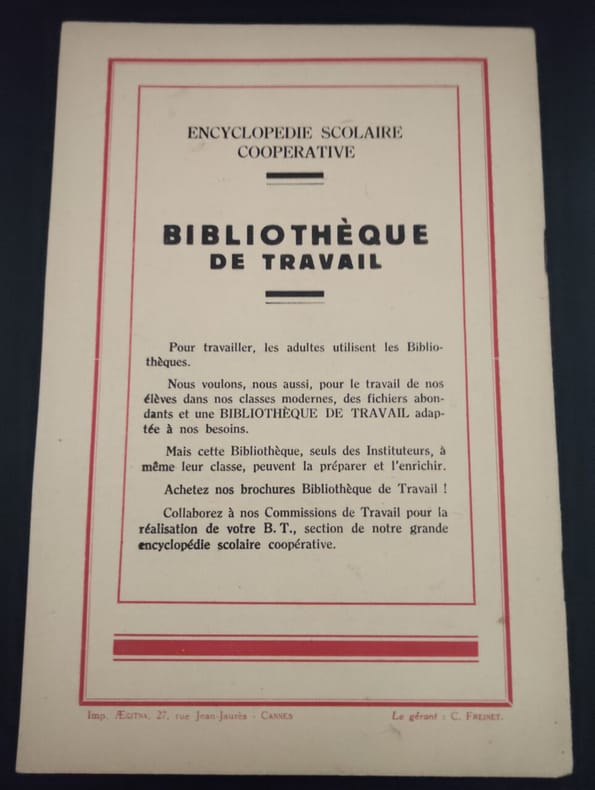 ENCYCLOPEDIE SCOLAIRE
COOPERATIVE
BIBLIOTHÈQUE
DE TRAVAIL
Pour travailler, les adultes utilisent les Biblio-
thèques.
Nous voulons, nous aussi, pour le travail de nos
élèves dans nos classes modernes, des fichiers abon-
dants et une BIBLIOTHÈQUE DE TRAVAIL adap-
tée à nos besoins.
Mais cette Bibliothèque, seuls des Instituteurs, à
même leur classe, peuvent la préparer et l'enrichir.
Achetez nos brochures Bibliothèque de Travail !
Collaborez à nos Commissions de Travail pour la
réalisation de votre B. T., section de notre grande
encyclopédie scolaire coopérative.
Imp. ÆGITNA, 27, rue Jean-Jaurès - CANNES
Le gérant : C. FREINET.